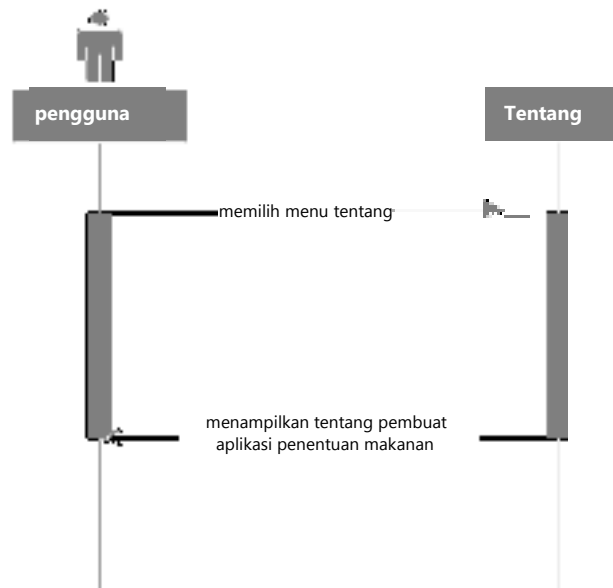 pengguna
Tentang
memilih menu tentang
menampilkan tentang pembuat
aplikasi penentuan makanan